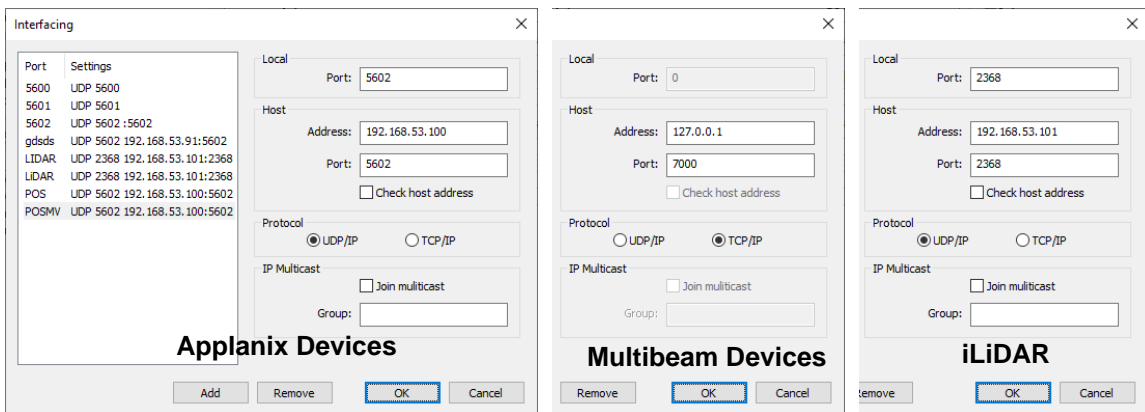 Interfacing
Port Settings
5600 UDP 5600
5601 UDP 5601
5602 UDP 5602 :5602
gdsds UDP 5602 192.168.53.91:5602
LIDAR UDP 2368 192.168.53.101:2368
LiDAR UDP 2368 192.168.53.101:2368
POS UDP 5602 192.168.53.100:5602
POSMV UDP 5602 192.168.53.100:5602
Local
Port: 5602
Host
Address: 192.168.53.100
Port: 5602
Check host address
Protocol
UDP/IP TCP/IP
IP Multicast
Join muliticast
Group:
Applanix Devices
Add Remove OK Cancel
Local
Port: 0
Host
Address: 127.0.0.1
Port: 7000
Check host address
Protocol
UDP/IP TCP/IP
IP Multicast
Join muliticast
Group:
Multibeam Devices
Remove OK Cancel
Local
Port: 2368
Host
Address: 192.168.53.101
Port: 2368
Check host address
Protocol
UDP/IP TCP/IP
IP Multicast
Join muliticast
Group:
iLiDAR
Remove OK Cancel